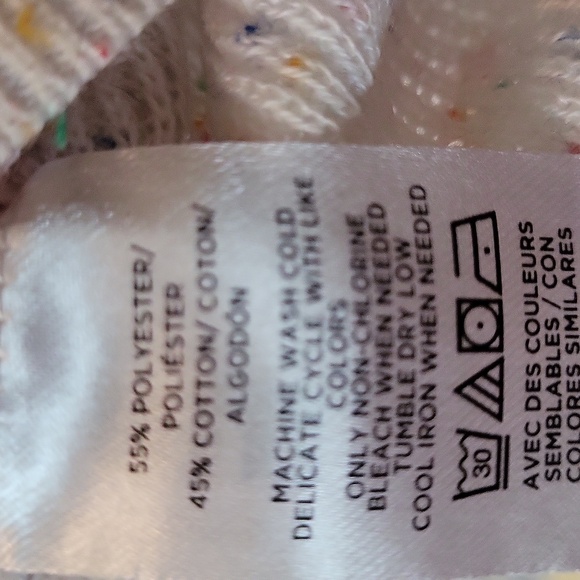 55% POLYESTER/
POLIÉSTER
45% COTTON/ COTON/
ALGODÓN
MACHINE WASH COLD
DELICATE CYCLE WITH LIKE
COLORS
ONLY NON-CHLORINE
BLEACH WHEN NEEDED
TUMBLE DRY LOW
COOL IRON WHEN NEEDED
30
AVEC DES COULEURS
SEMBLABLES / CON
COLORES SIMILARES